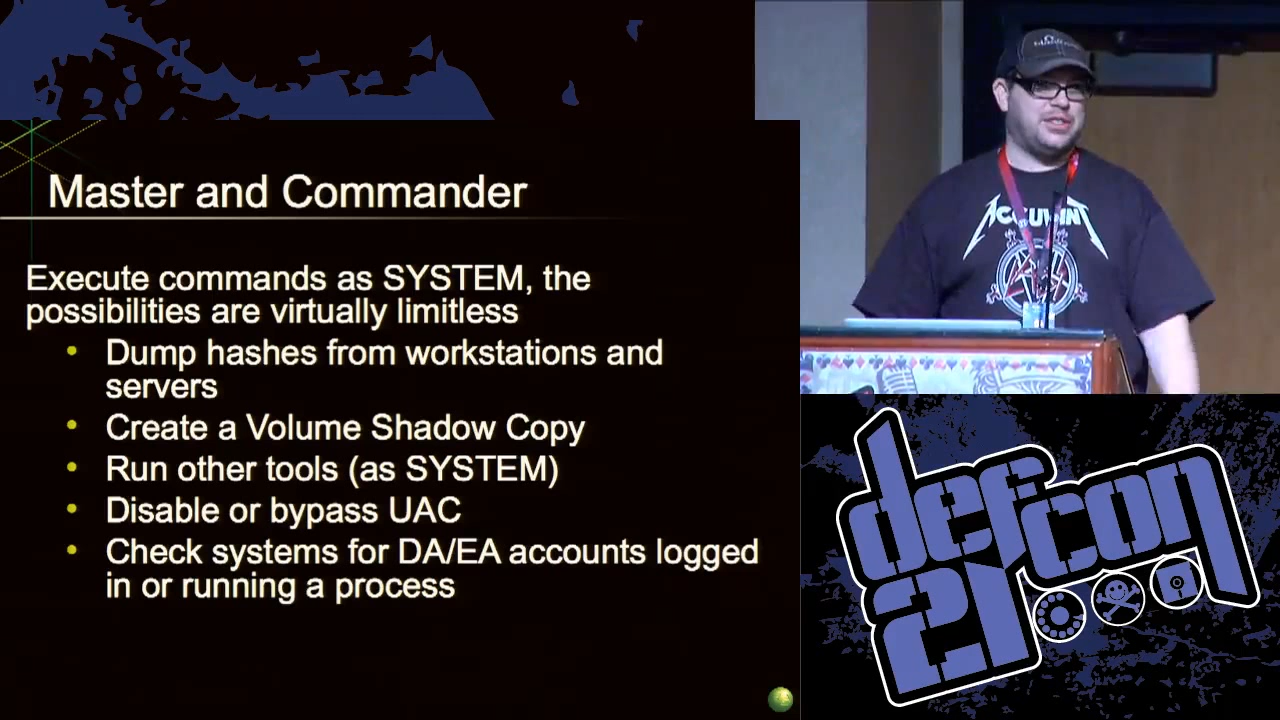 Master and Commander
Execute commands as SYSTEM, the
possibilities are virtually limitless
• Dump hashes from workstations and
servers
• Create a Volume Shadow Copy
• Run other tools (as SYSTEM)
• Disable or bypass UAC
• Check systems for DA/EA accounts logged
in or running a process
ACCUVANT
defcon
21